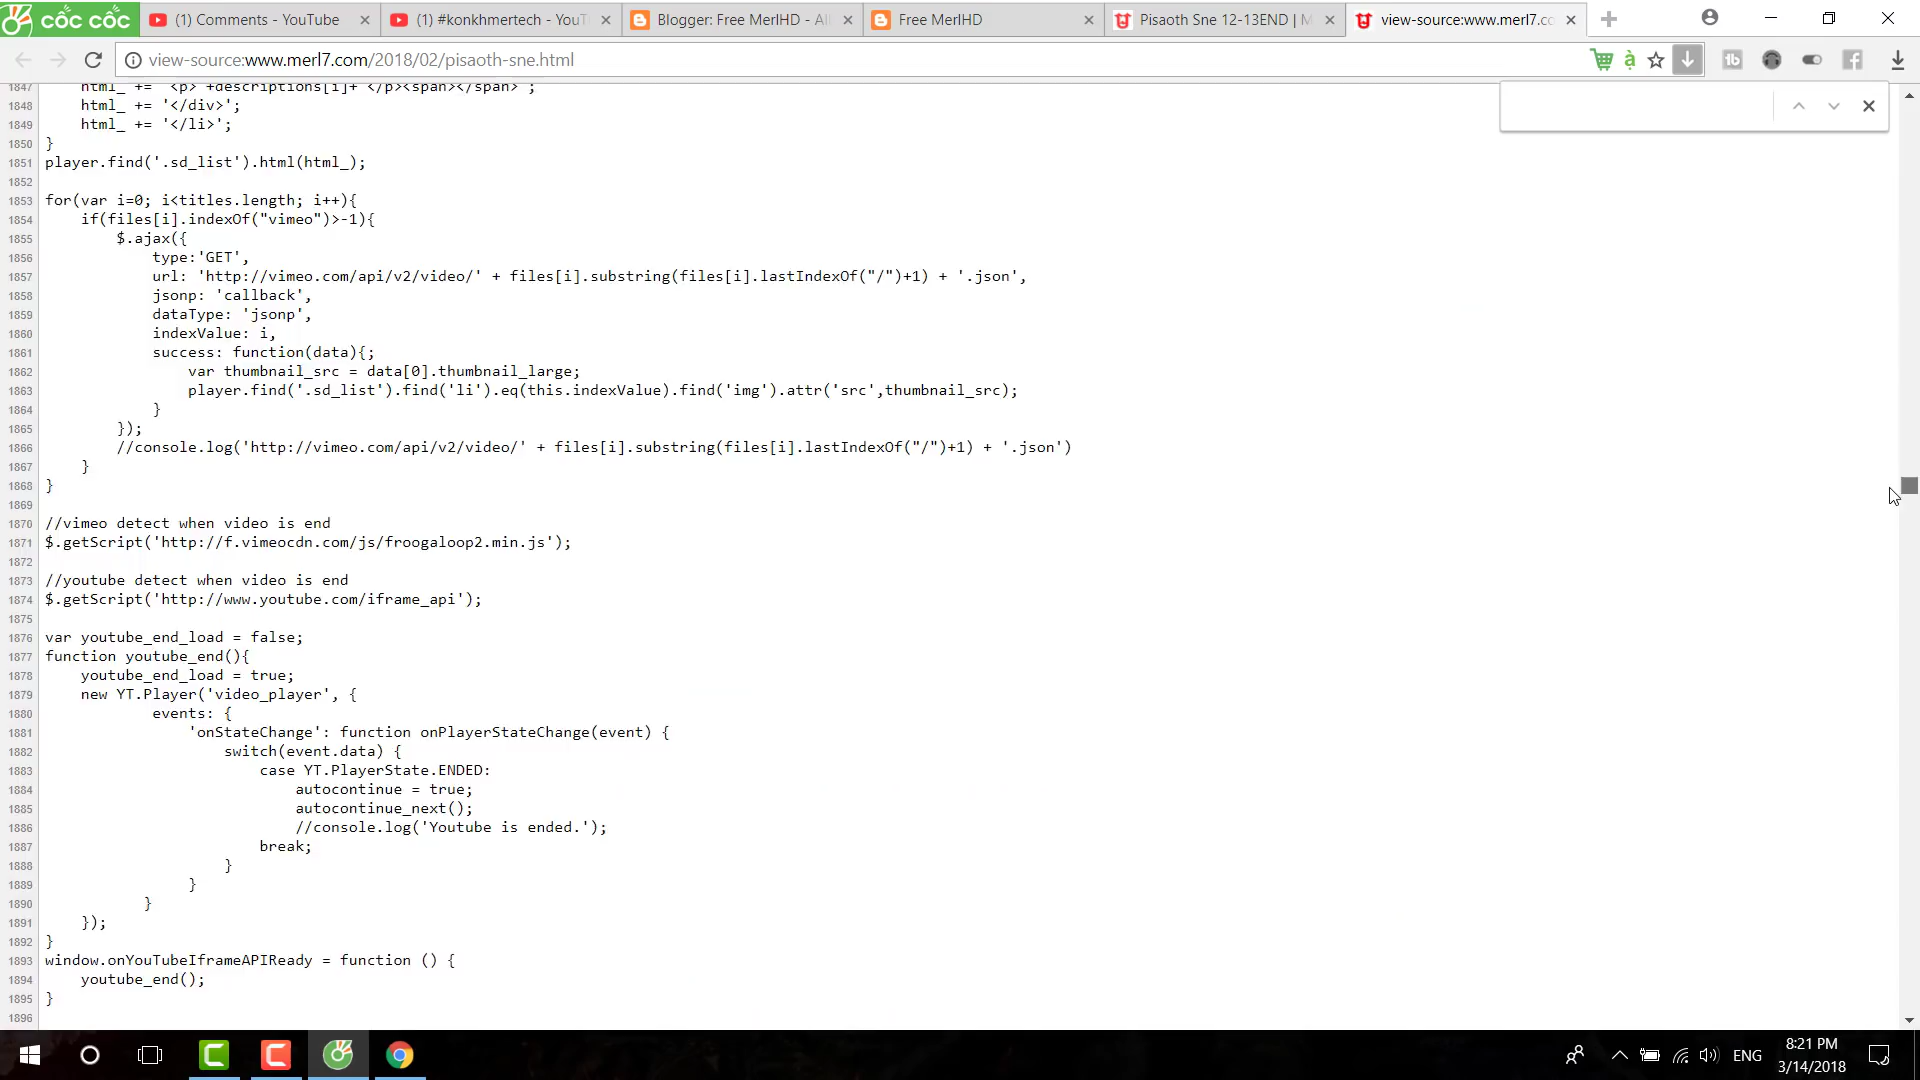 cốc cốc
(1) Comments - YouTube
(1) #konkhmertech - YouT
Blogger: Free MerlHD - All
Free MerlHD
Pisaoth Sne 12-13END | M
view-source:www.merl7.co
view-source:www.merl7.com/2018/02/pisaoth-sne.html
1847 html_ += '<p>'+descriptions[i]+'</p><span></span>';
1848 html_ += '</div>';
1849 html_ += '</li>';
1850 }
1851 player.find('.sd_list').html(html_);
1852
1853 for(var i=0; i<titles.length; i++){
1854 if(files[i].indexOf("vimeo")>-1){
1855 $.ajax({
1856 type:'GET',
1857 url: 'http://vimeo.com/api/v2/video/' + files[i].substring(files[i].lastIndexOf("/")+1) + '.json',
1858 jsonp: 'callback',
1859 dataType: 'jsonp',
1860 indexValue: i,
1861 success: function(data){;
1862 var thumbnail_src = data[0].thumbnail_large;
1863 player.find('.sd_list').find('li').eq(this.indexValue).find('img').attr('src',thumbnail_src);
1864 }
1865 });
1866 //console.log('http://vimeo.com/api/v2/video/' + files[i].substring(files[i].lastIndexOf("/")+1) + '.json')
1867 }
1868 }
1869
1870 //vimeo detect when video is end
1871 $.getScript('http://f.vimeocdn.com/js/froogaloop2.min.js');
1872
1873 //youtube detect when video is end
1874 $.getScript('http://www.youtube.com/iframe_api');
1875
1876 var youtube_end_load = false;
1877 function youtube_end(){
1878 youtube_end_load = true;
1879 new YT.Player('video_player', {
1880 events: {
1881 'onStateChange': function onPlayerStateChange(event) {
1882 switch(event.data) {
1883 case YT.PlayerState.ENDED:
1884 autocontinue = true;
1885 autocontinue_next();
1886 //console.log('Youtube is ended.');
1887 break;
1888 }
1889 }
1890 }
1891 });
1892 }
1893 window.onYouTubeIframeAPIReady = function () {
1894 youtube_end();
1895 }
1896
ENG
8:21 PM
3/14/2018